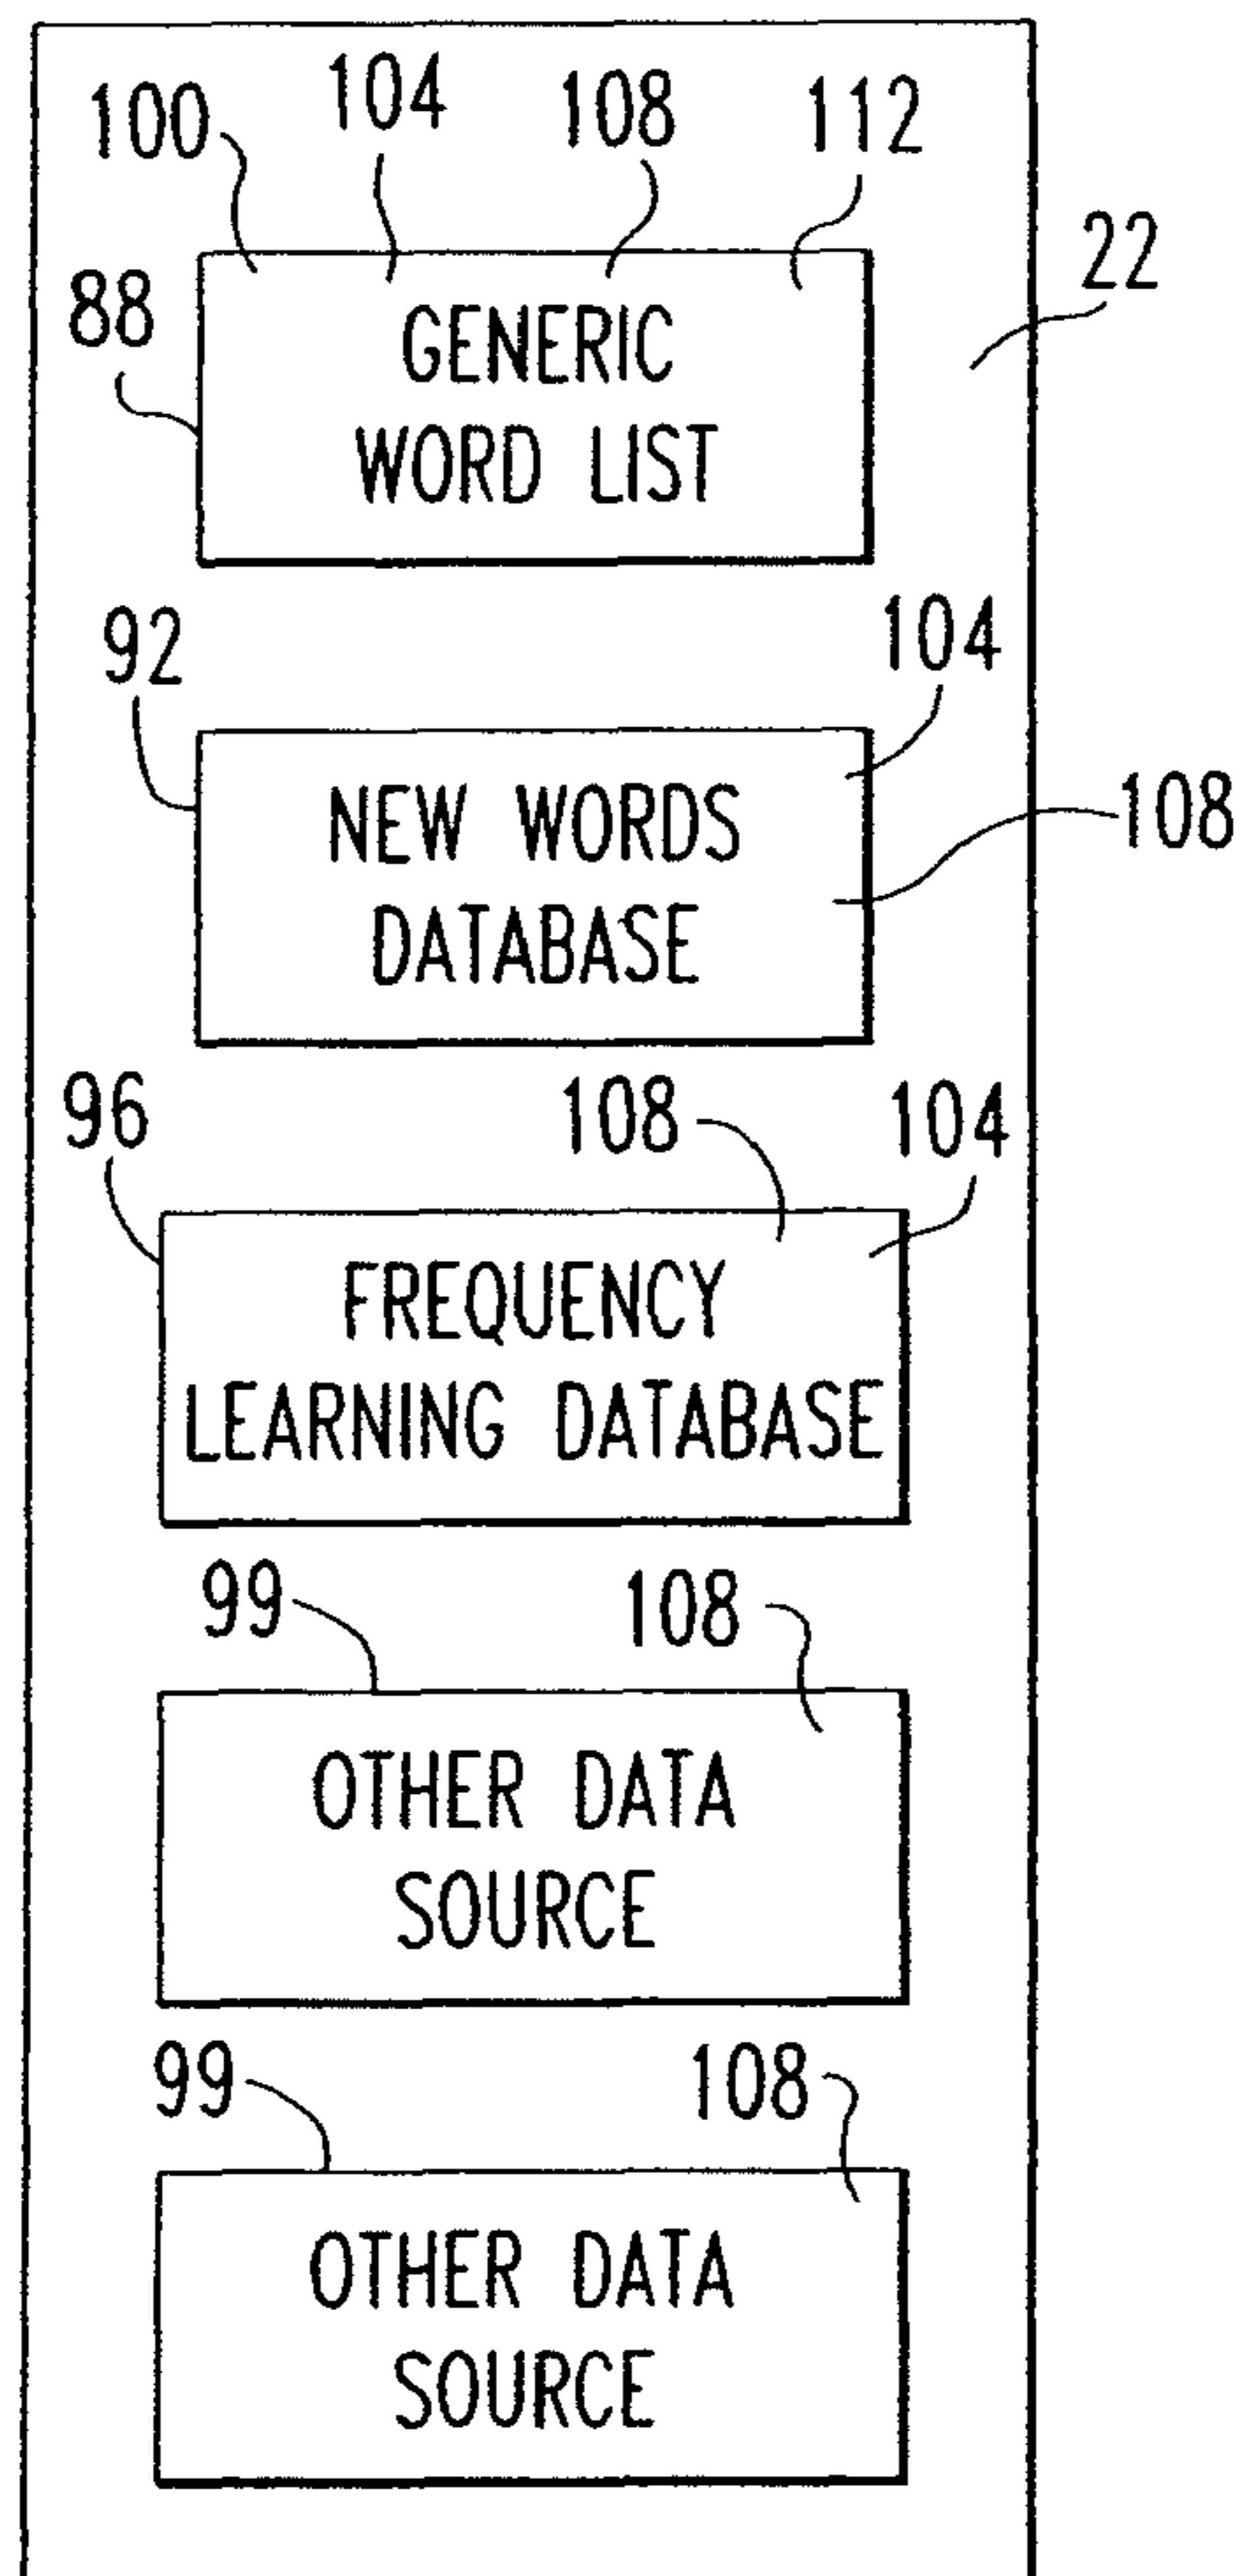 100 104 108 112
22
88
GENERIC
WORD LIST
92
104
108
NEW WORDS
DATABASE
96
108
104
FREQUENCY
LEARNING DATABASE
99
108
OTHER DATA
SOURCE
99
108
OTHER DATA
SOURCE